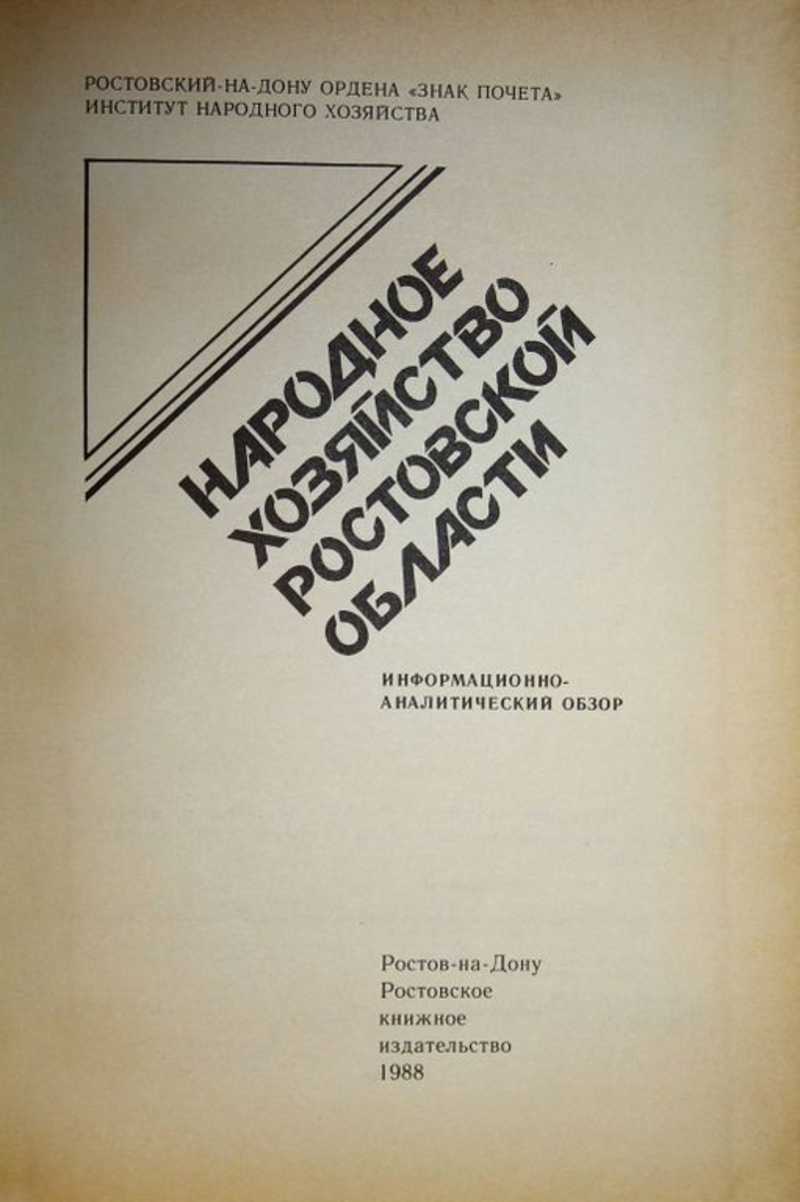 РОСТОВСКИЙ-НА-ДОНУ ОРДЕНА «ЗНАК ПОЧЕТА»
ИНСТИТУТ НАРОДНОГО ХОЗЯЙСТВА
НАРОДНОЕ
ХОЗЯЙСТВО
РОСТОВСКОЙ
ОБЛАСТИ
ИНФОРМАЦИОННО-
АНАЛИТИЧЕСКИЙ ОБЗОР
Ростов-на-Дону
Ростовское
книжное
издательство
1988